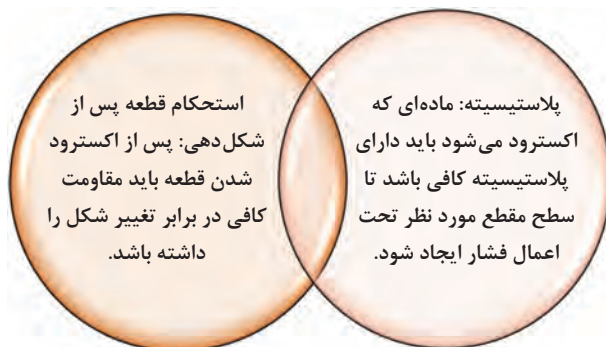 پلاستیسیته: ماده‌ای که
اکسترود می‌شود باید دارای
پلاستیسیته کافی باشد تا
سطح مقطع مورد نظر تحت
اعمال فشار ایجاد شود.
استحکام قطعه پس از
شکل‌دهی: پس از اکسترود
شدن قطعه باید مقاومت
کافی در برابر تغییر شکل را
داشته باشد.